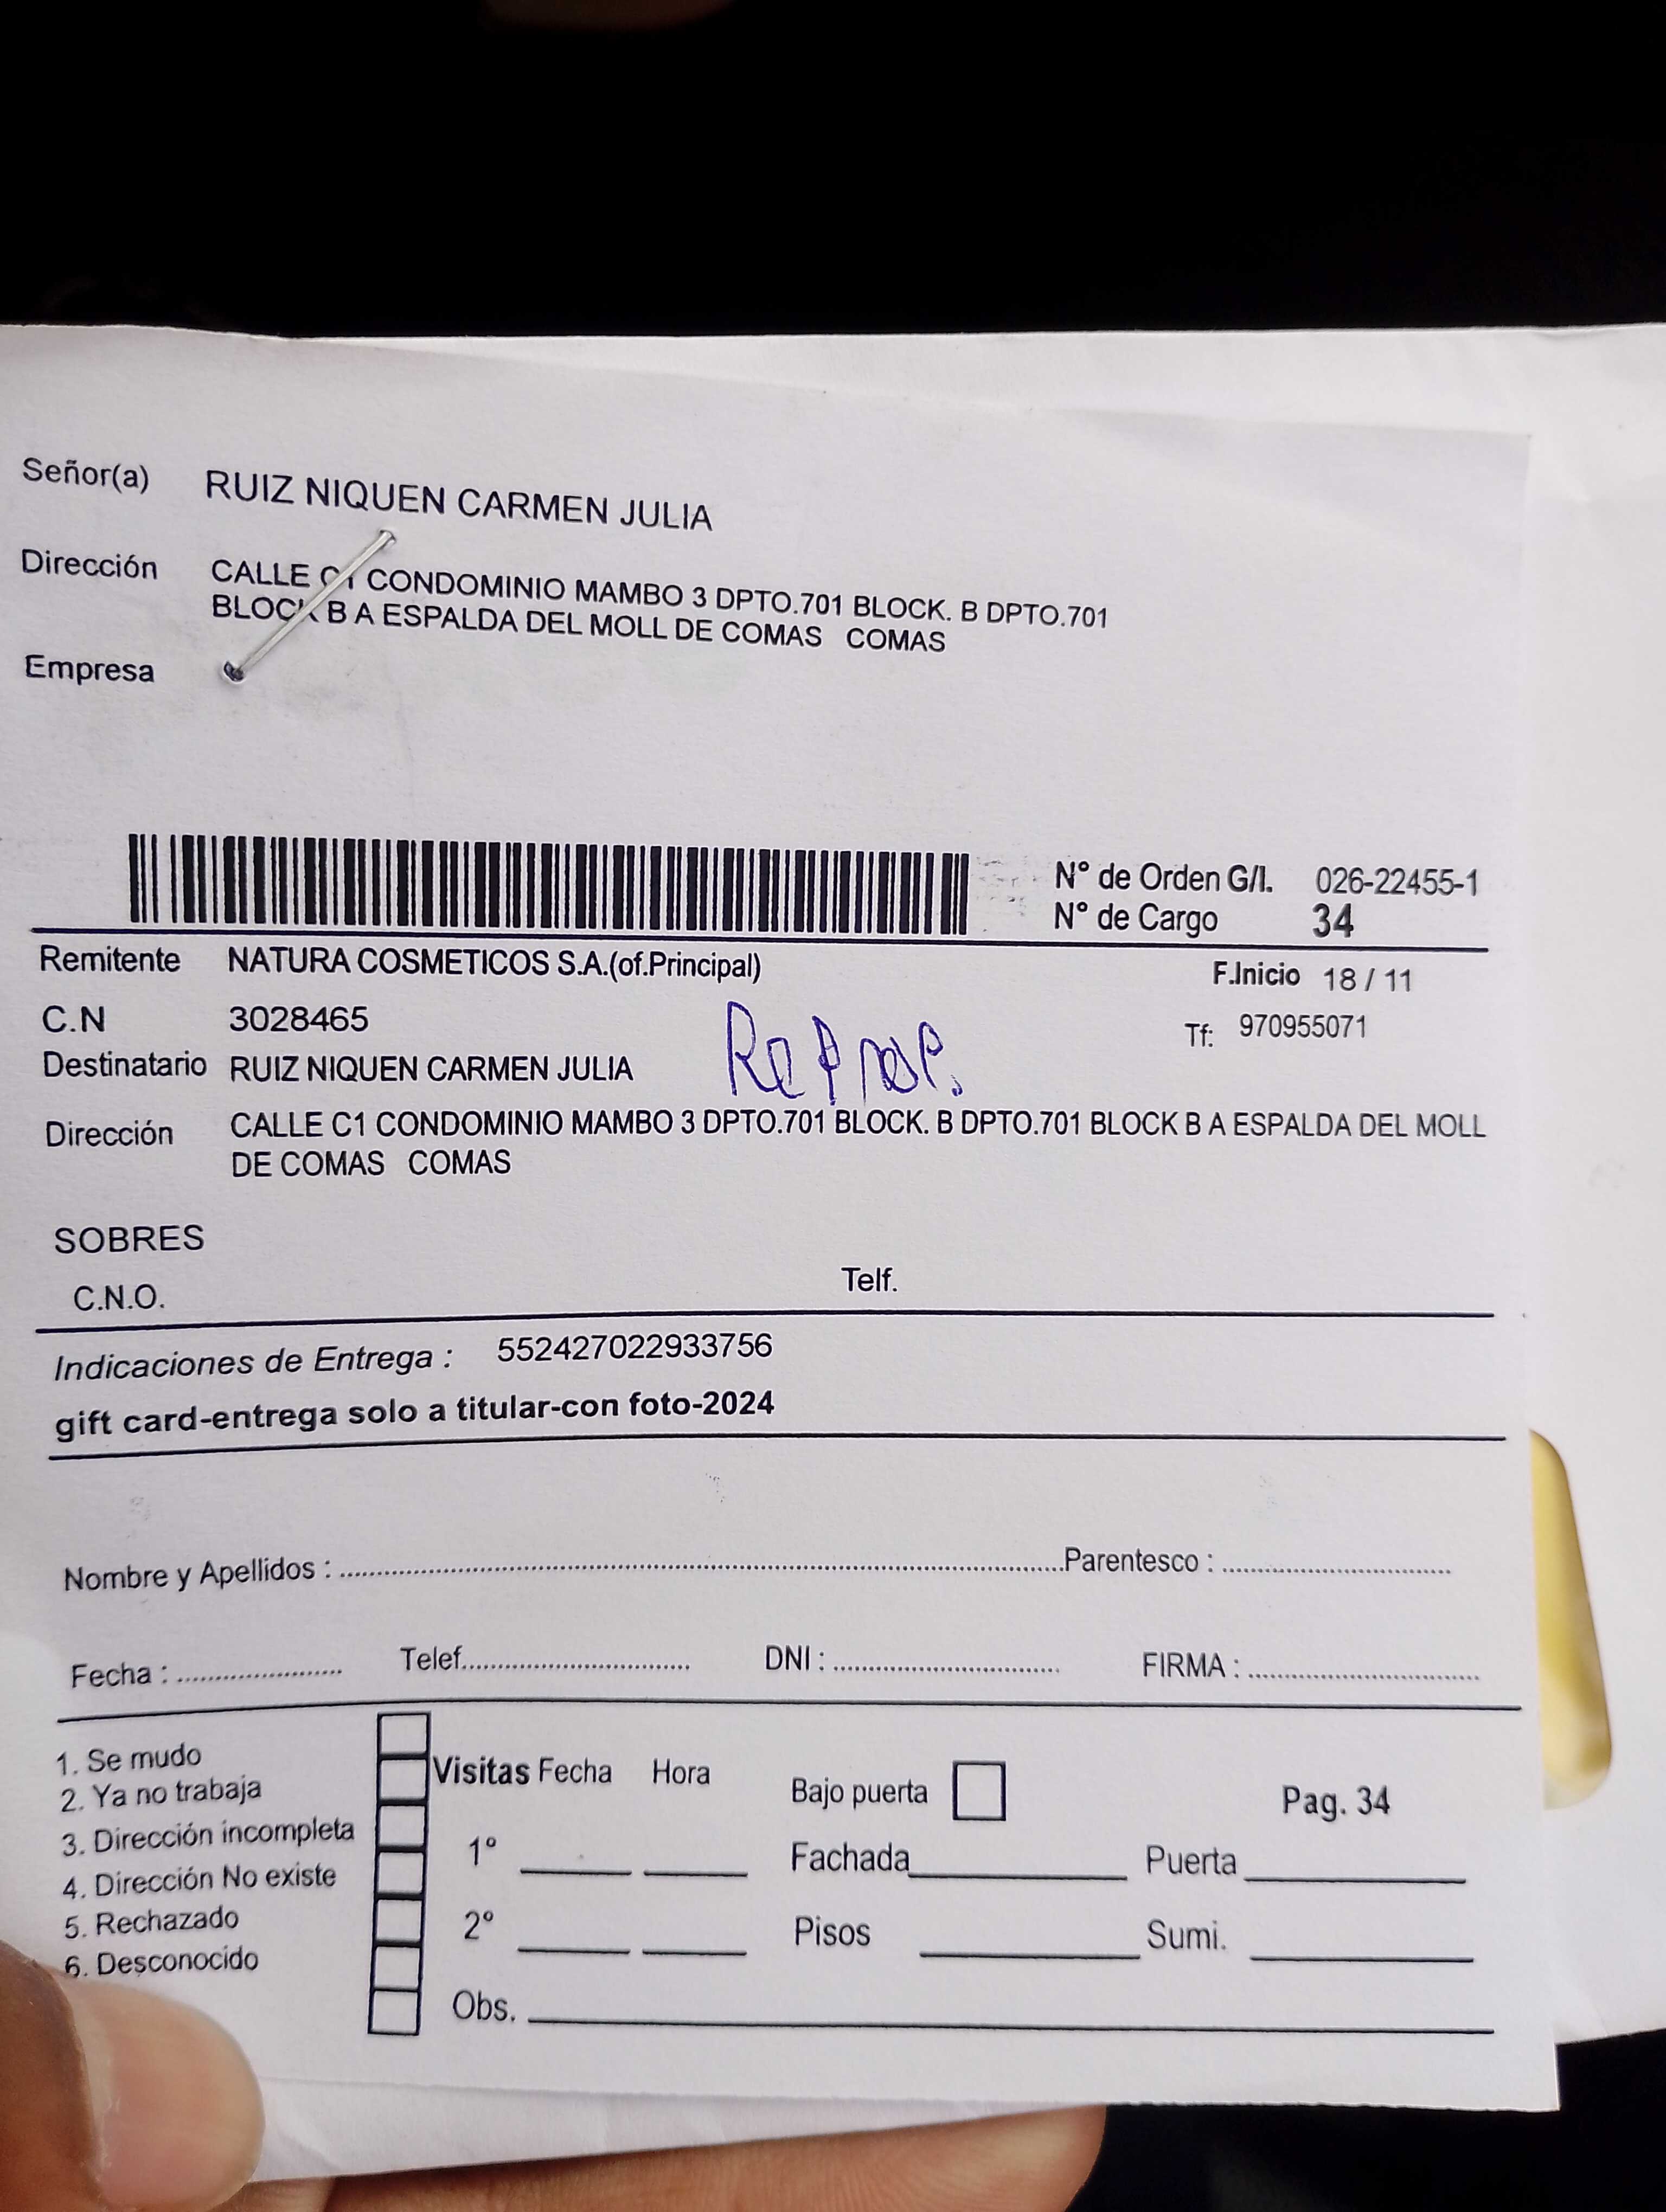 Señor(a) RUIZ NIQUEN CARMEN JULIA
Dirección CALLE C1 CONDOMINIO MAMBO 3 DPTO.701 BLOCK. B DPTO.701
BLOCK B A ESPALDA DEL MOLL DE COMAS COMAS
Empresa
N° de Orden G/I. 026-22455-1
N° de Cargo 34
Remitente NATURA COSMETICOS S.A.(of.Principal) F.Inicio 18 / 11
C.N 3028465 Tf: 970955071
Destinatario RUIZ NIQUEN CARMEN JULIA
Dirección CALLE C1 CONDOMINIO MAMBO 3 DPTO.701 BLOCK. B DPTO.701 BLOCK B A ESPALDA DEL MOLL
DE COMAS COMAS
SOBRES
C.N.O. Telf.
Indicaciones de Entrega : 552427022933756
gift card-entrega solo a titular-con foto-2024
Nombre y Apellidos : Parentesco :
Fecha : Telef. DNI : FIRMA :
1. Se mudo
2. Ya no trabaja
3. Dirección incompleta
4. Dirección No existe
5. Rechazado
6. Desconocido
Visitas Fecha Hora Bajo puerta Pag. 34
1° Fachada Puerta
2° Pisos Sumi.
Obs.